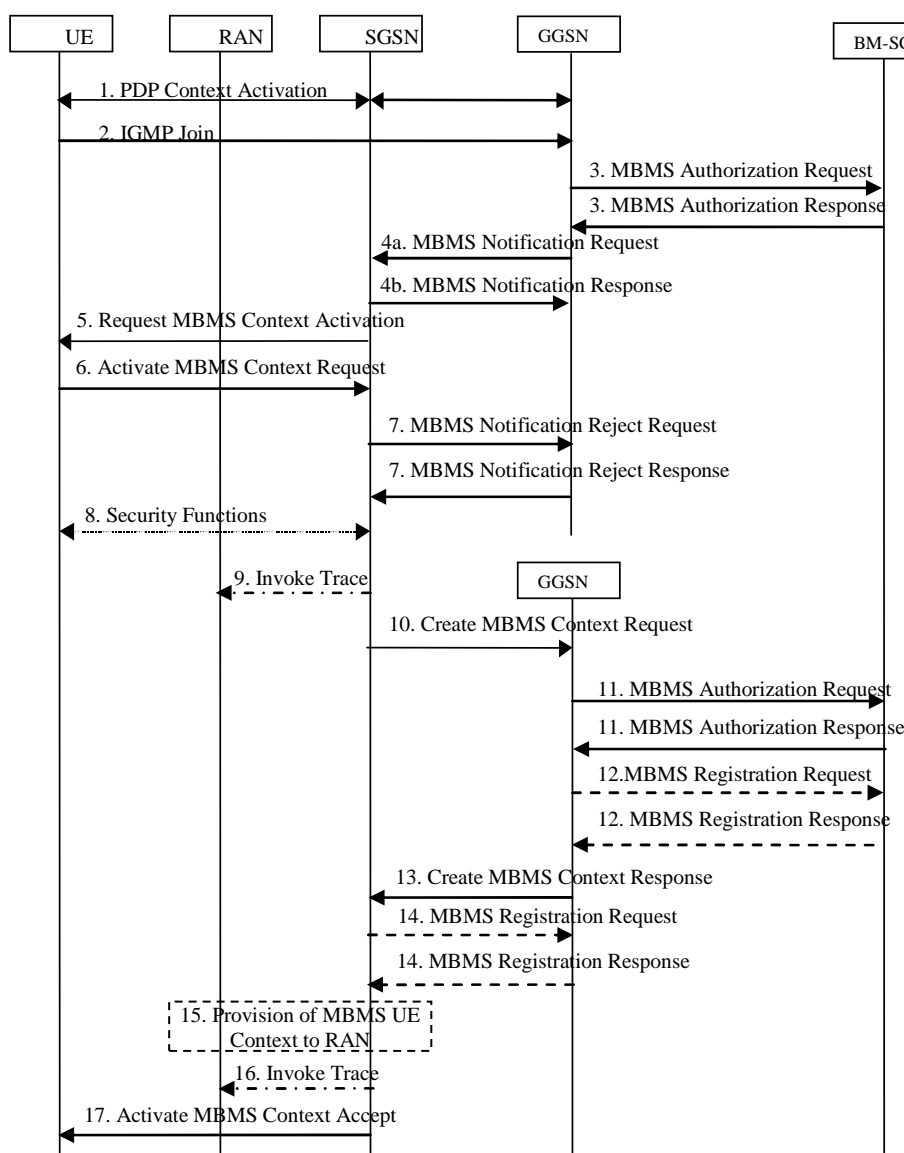 UE
RAN
SGSN
GGSN
BM-SC
1. PDP Context Activation
2. IGMP Join
3. MBMS Authorization Request
3. MBMS Authorization Response
4a. MBMS Notification Request
4b. MBMS Notification Response
5. Request MBMS Context Activation
6. Activate MBMS Context Request
7. MBMS Notification Reject Request
7. MBMS Notification Reject Response
8. Security Functions
9. Invoke Trace
GGSN
10. Create MBMS Context Request
11. MBMS Authorization Request
11. MBMS Authorization Response
12.MBMS Registration Request
12. MBMS Registration Response
13. Create MBMS Context Response
14. MBMS Registration Request
14. MBMS Registration Response
15. Provision of MBMS UE
Context to RAN
16. Invoke Trace
17. Activate MBMS Context Accept